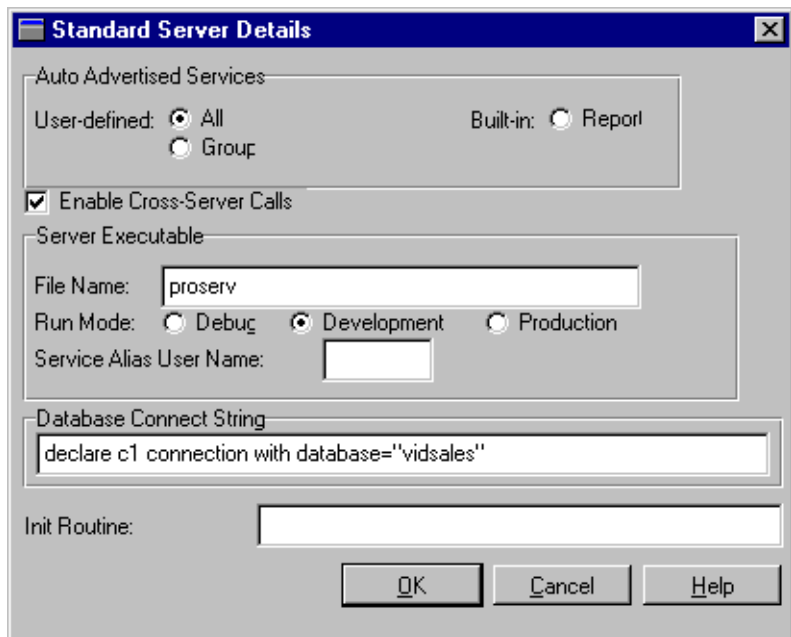 Standard Server Details
Auto Advertised Services
User-defined: All Built-in: Report
Group
Enable Cross-Server Calls
Server Executable
File Name: proserv
Run Mode: Debug Development Production
Service Alias User Name:
Database Connect String
declare c1 connection with database="vidsales"
Init Routine:
OK Cancel Help